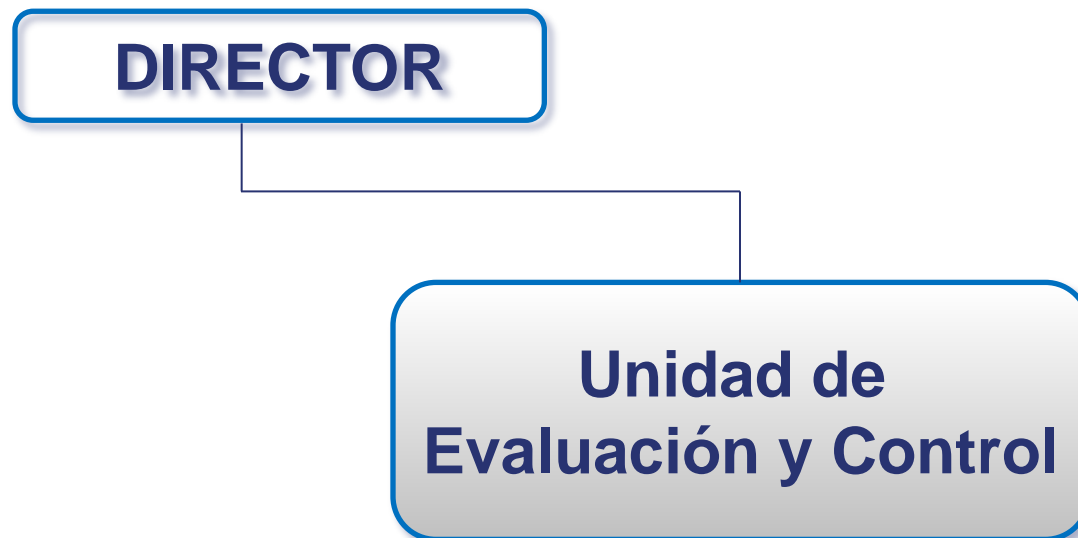 DIRECTOR
Unidad de
Evaluación y Control